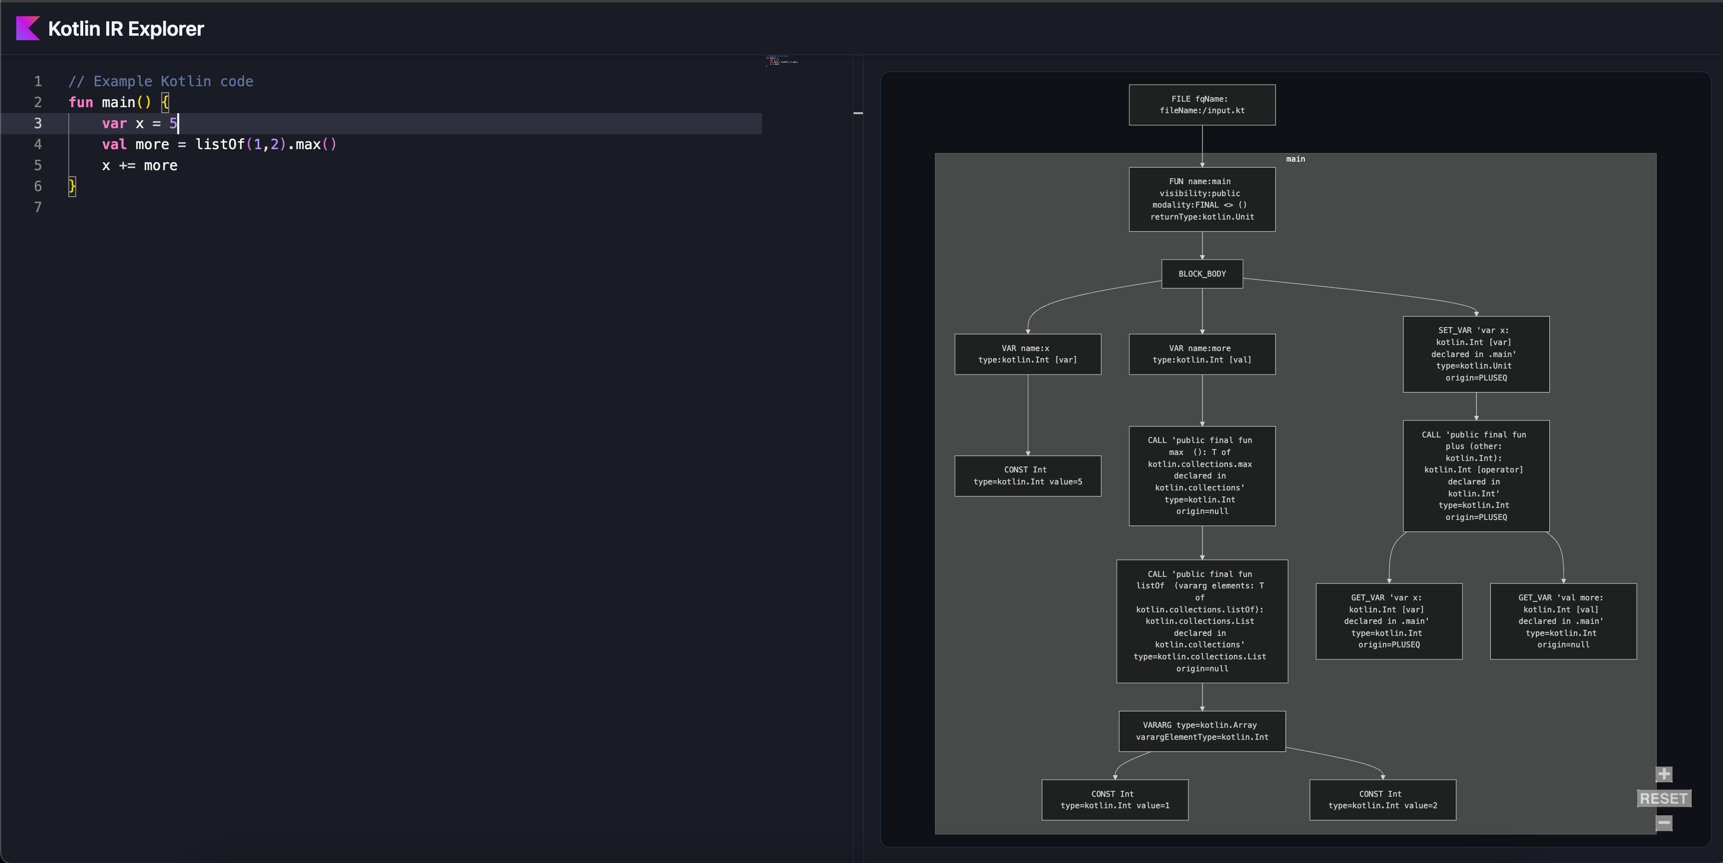 Kotlin IR Explorer
1 // Example Kotlin code
2 fun main() {
3 var x = 5
4 val more = listOf(1,2).max()
5 x += more
6 }
7
FILE fqName:
fileName:/input.kt
main
FUN name:main
visibility:public
modality:FINAL <> ()
returnType:kotlin.Unit
BLOCK_BODY
VAR name:x
type:kotlin.Int [var]
CONST Int
type=kotlin.Int value=5
VAR name:more
type:kotlin.Int [val]
CALL 'public final fun
max (): T of
kotlin.collections.max
declared in
kotlin.collections'
type=kotlin.Int
origin=null
CALL 'public final fun
listOf (vararg elements: T
of
kotlin.collections.listOf):
kotlin.collections.List
declared in
kotlin.collections'
type=kotlin.collections.List
origin=null
VARARG type=kotlin.Array
varargElementType=kotlin.Int
CONST Int
type=kotlin.Int value=1
CONST Int
type=kotlin.Int value=2
SET_VAR 'var x:
kotlin.Int [var]
declared in .main'
type=kotlin.Unit
origin=PLUSEQ
CALL 'public final fun
plus (other:
kotlin.Int):
kotlin.Int [operator]
declared in
kotlin.Int'
type=kotlin.Int
origin=PLUSEQ
GET_VAR 'var x:
kotlin.Int [var]
declared in .main'
type=kotlin.Int
origin=PLUSEQ
GET_VAR 'val more:
kotlin.Int [val]
declared in .main'
type=kotlin.Int
origin=null
+
RESET
−